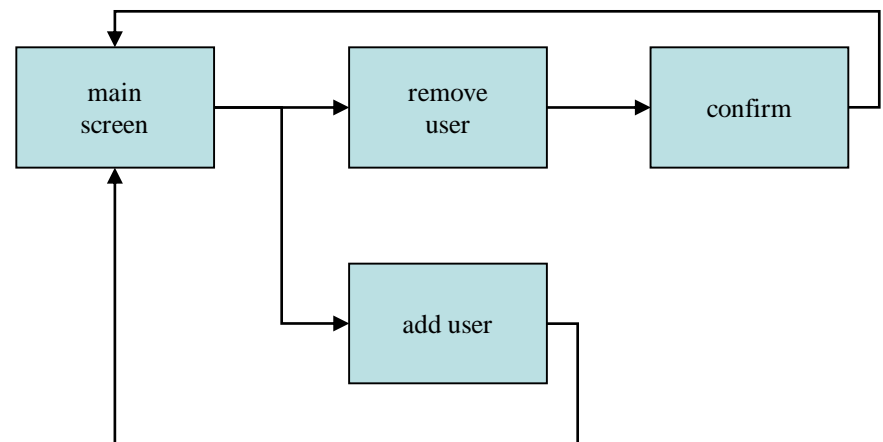 main
screen
remove
user
confirm
add user